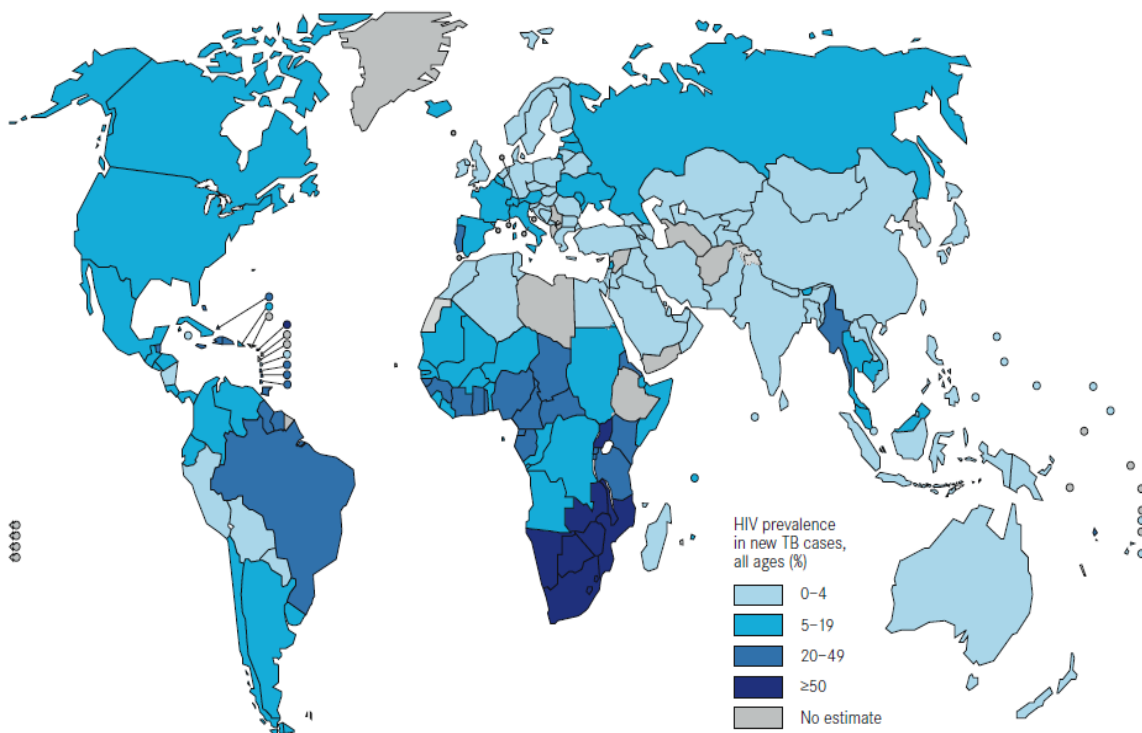 HIV prevalence
in new TB cases,
all ages (%)
0–4
5–19
20–49
≥50
No estimate